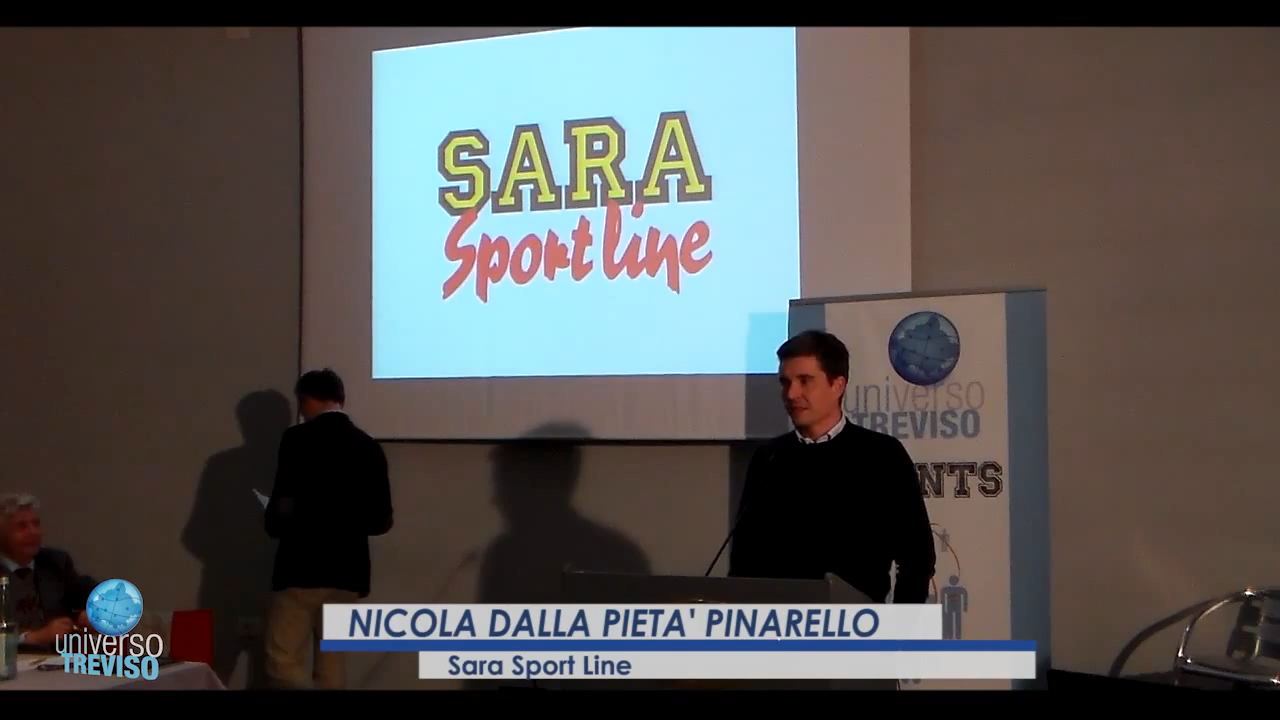 SARA
Sport line
universo
TREVISO
NTS
NICOLA DALLA PIETA' PINARELLO
Sara Sport Line
universo
TREVISO